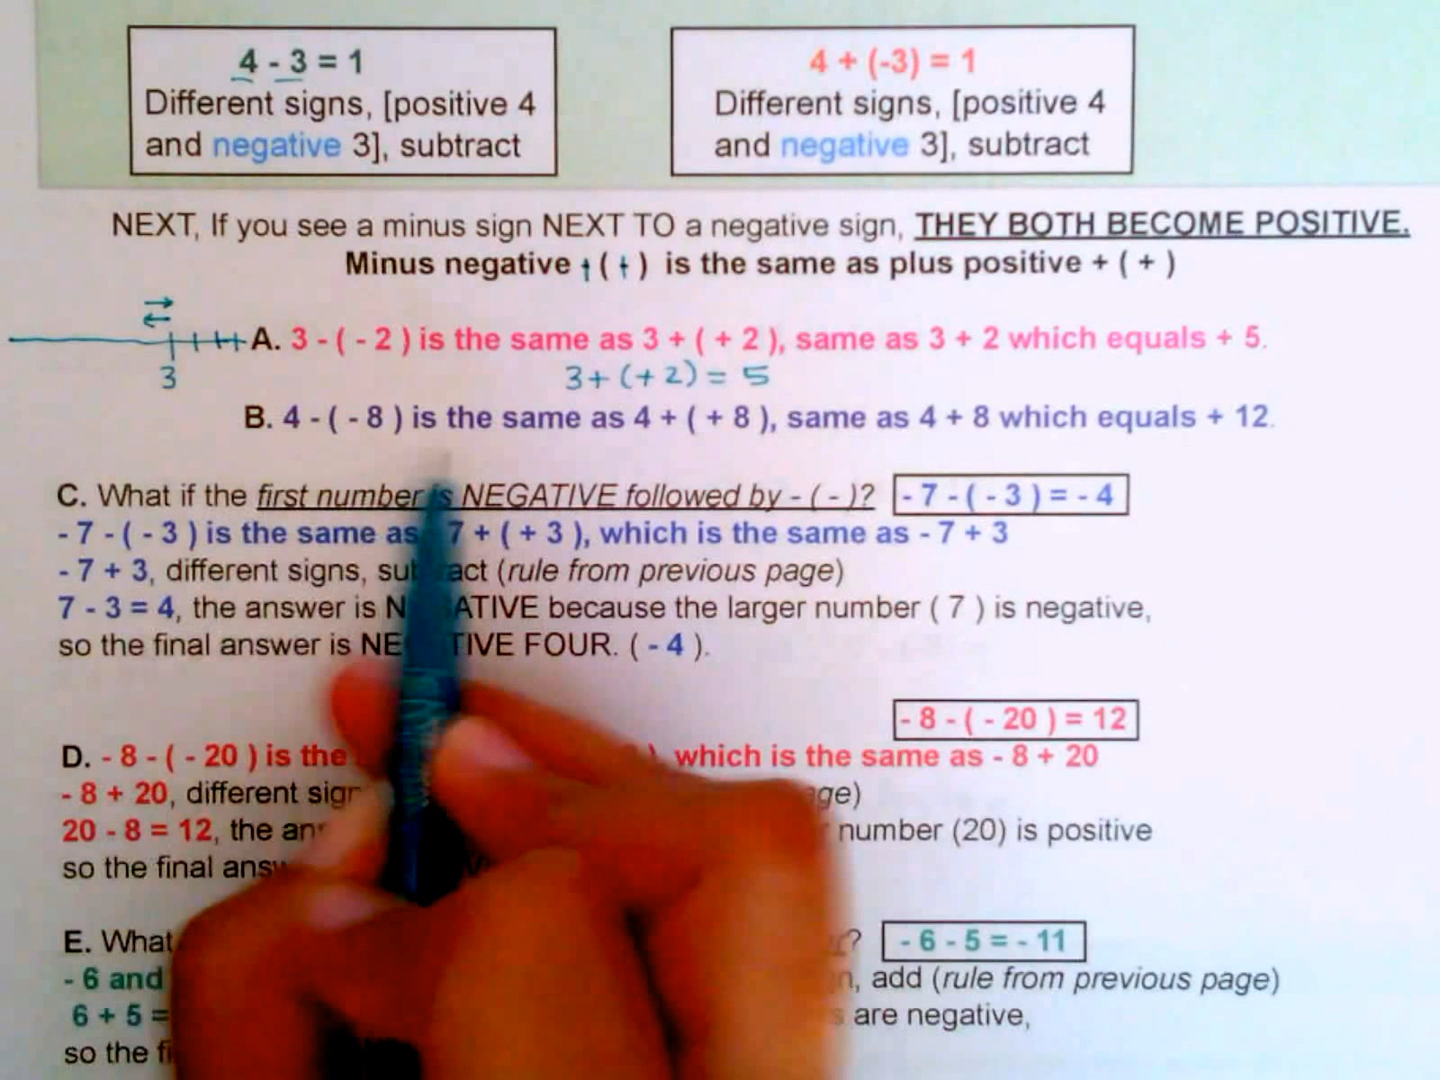 4 - 3 = 1
Different signs, [positive 4
and negative 3], subtract
4 + (-3) = 1
Different signs, [positive 4
and negative 3], subtract
NEXT, If you see a minus sign NEXT TO a negative sign, THEY BOTH BECOME POSITIVE.
Minus negative + ( + ) is the same as plus positive + ( + )
A. 3 - ( - 2 ) is the same as 3 + ( + 2 ), same as 3 + 2 which equals + 5.
3
3 + (+ 2) = 5
B. 4 - ( - 8 ) is the same as 4 + ( + 8 ), same as 4 + 8 which equals + 12.
C. What if the first number is NEGATIVE followed by - ( - )? - 7 - ( - 3 ) = - 4
- 7 - ( - 3 ) is the same as 7 + ( + 3 ), which is the same as - 7 + 3
- 7 + 3, different signs, (rule from previous page)
7 - 3 = 4, the answer is because the larger number ( 7 ) is negative,
so the final answer is FOUR. ( - 4 ).
- 8 - ( - 20 ) = 12
D. - 8 - ( - 20 ) is the which is the same as - 8 + 20
- 8 + 20, different
20 - 8 = 12, the number (20) is positive
so the final
E. What ? - 6 - 5 = - 11
- 6 and add (rule from previous page)
6 + 5 = are negative,
so the